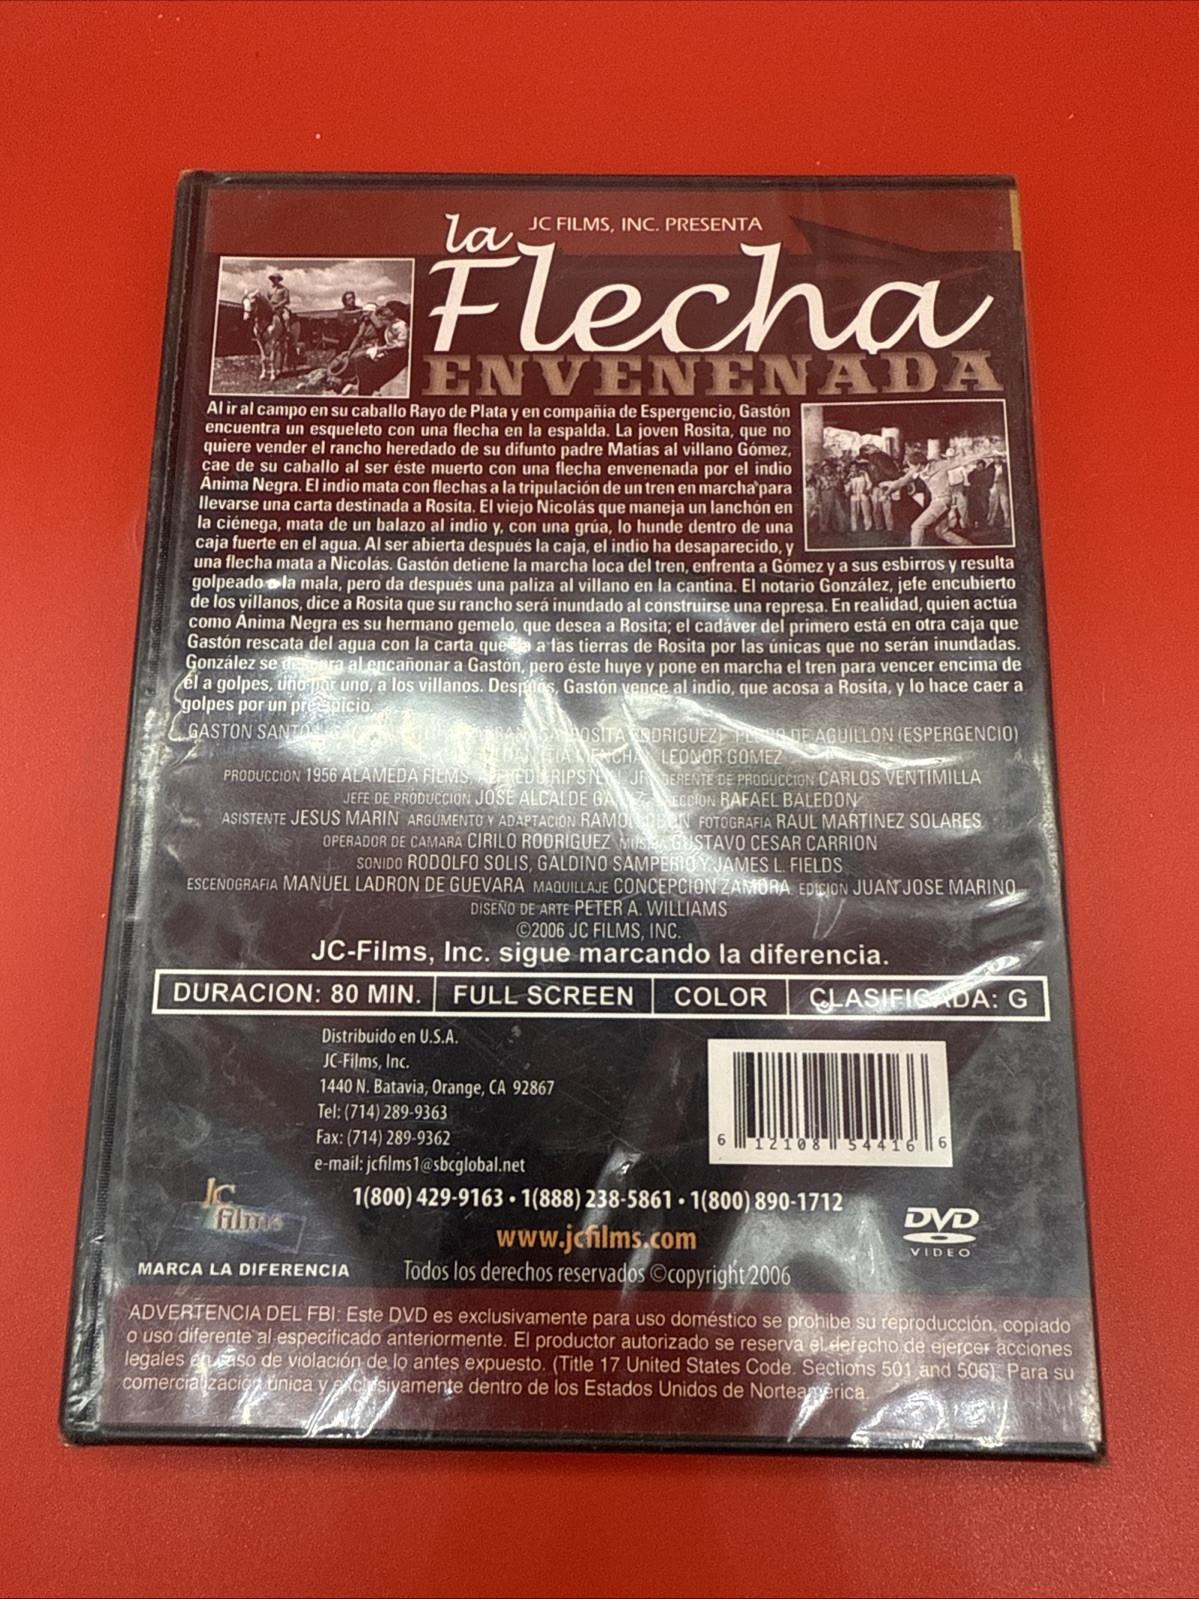 JC FILMS, INC. PRESENTA
la
Flecha
ENVENENADA
Al ir al campo en su caballo Rayo de Plata y en compañía de Espergencio, Gastón
encuentra un esqueleto con una flecha en la espalda. La joven Rosita, que no
quiere vender el rancho heredado de su difunto padre Matías al villano Gómez,
cae de su caballo al ser éste muerto con una flecha envenenada por el indio
Ánima Negra. El indio mata con flechas a la tripulación de un tren en marcha para
llevarse una carta destinada a Rosita. El viejo Nicolás que maneja un lanchón en
la ciénega, mata de un balazo al indio y, con una grúa, lo hunde dentro de una
caja fuerte en el agua. Al ser abierta después la caja, el indio ha desaparecido, y
una flecha mata a Nicolás. Gastón detiene la marcha loca del tren, enfrenta a Gómez y a sus esbirros y resulta
golpeado a la mala, pero da después una paliza al villano en la cantina. El notario González, jefe encubierto
de los villanos, dice a Rosita que su rancho será inundado al construirse una represa. En realidad, quien actúa
como Ánima Negra es su hermano gemelo, que desea a Rosita; el cadáver del primero está en otra caja que
Gastón rescata del agua con la carta que a las tierras de Rosita por las únicas que no serán inundadas.
González se al encañonar a Gastón, pero éste huye y pone en marcha el tren para vencer encima de
él a golpes, uno por uno, a los villanos. Después, Gastón vence al indio, que acosa a Rosita, y lo hace caer a
golpes por un precipicio.
GASTON SANTOS RODRIGUEZ) DE AGUILLON (ESPERGENCIO)
LEONOR GOMEZ
PRODUCCION 1956 ALAMEDA FILMS, ALFREDO RIPSTEIN, JR. GERENTE DE PRODUCCION CARLOS VENTIMILLA
JEFE DE PRODUCCION JOSE ALCALDE RAFAEL BALEDON
ASISTENTE JESUS MARIN ARGUMENTO Y ADAPTACION RAMON FOTOGRAFIA RAUL MARTINEZ SOLARES
OPERADOR DE CAMARA CIRILO RODRIGUEZ MUSICA GUSTAVO CESAR CARRION
SONIDO RODOLFO SOLIS, GALDINO SAMPERIO Y JAMES L. FIELDS
ESCENOGRAFIA MANUEL LADRON DE GUEVARA MAQUILLAJE CONCEPCION ZAMORA EDICION JUAN JOSE MARINO
DISEÑO DE ARTE PETER A. WILLIAMS
©2006 JC FILMS, INC.
JC-Films, Inc. sigue marcando la diferencia.
DURACION: 80 MIN. FULL SCREEN COLOR CLASIFICADA: G
Distribuido en U.S.A.
JC-Films, Inc.
1440 N. Batavia, Orange, CA 92867
Tel: (714) 289-9363
Fax: (714) 289-9362
e-mail: jcfilms1@sbcglobal.net
6 12108 54416 6
1(800) 429-9163 • 1(888) 238-5861 • 1(800) 890-1712
JC
films
www.jcfilms.com
DVD
VIDEO
MARCA LA DIFERENCIA
Todos los derechos reservados ©copyright 2006
ADVERTENCIA DEL FBI: Este DVD es exclusivamente para uso doméstico se prohibe su reproducción, copiado
o uso diferente al especificado anteriormente. El productor autorizado se reserva el derecho de ejercer acciones
legales en caso de violación de lo antes expuesto. (Title 17 United States Code. Sections 501 and 506). Para su
comercialización única y exclusivamente dentro de los Estados Unidos de Norteamérica.